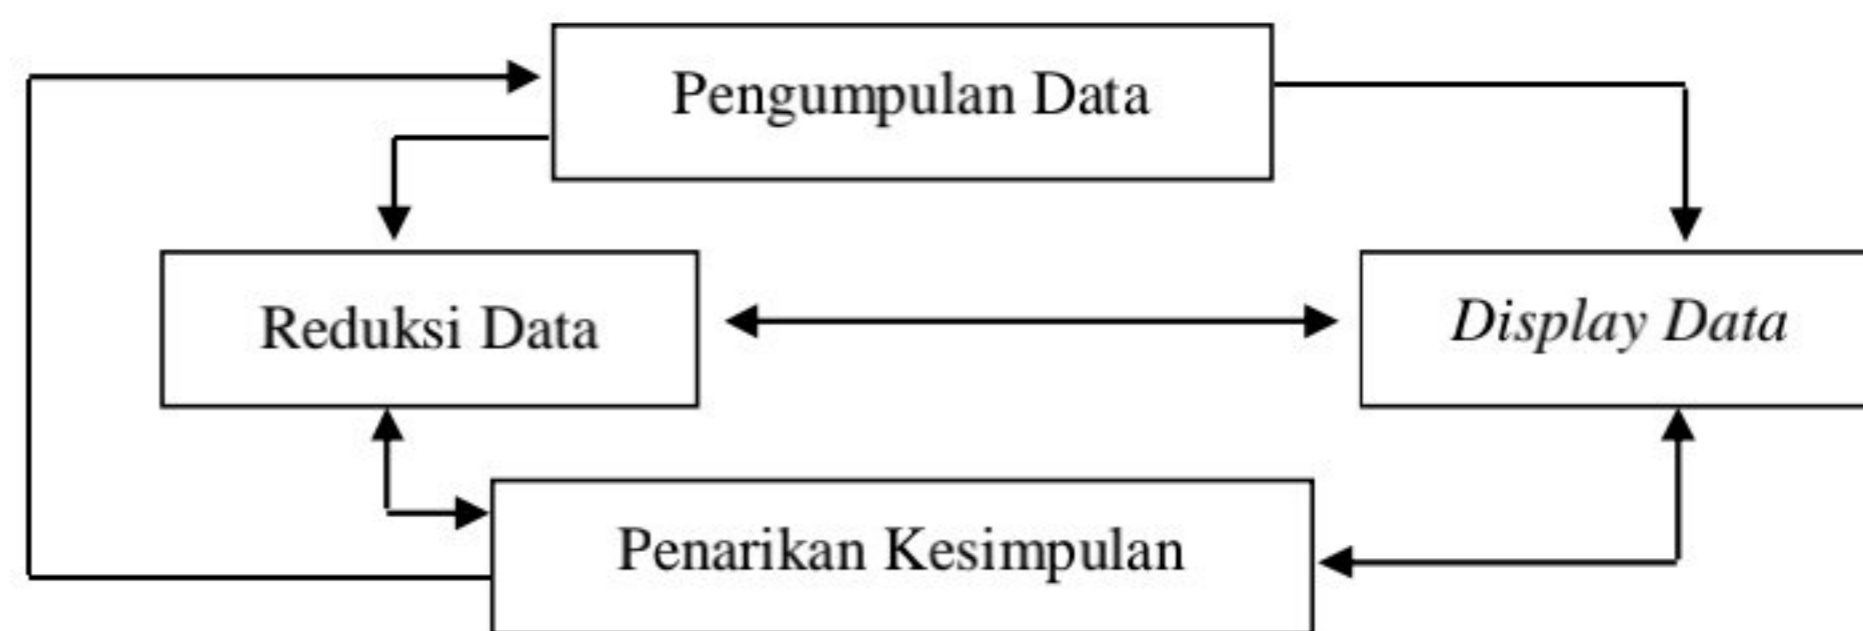 Pengumpulan Data
Reduksi Data
Display Data
Penarikan Kesimpulan